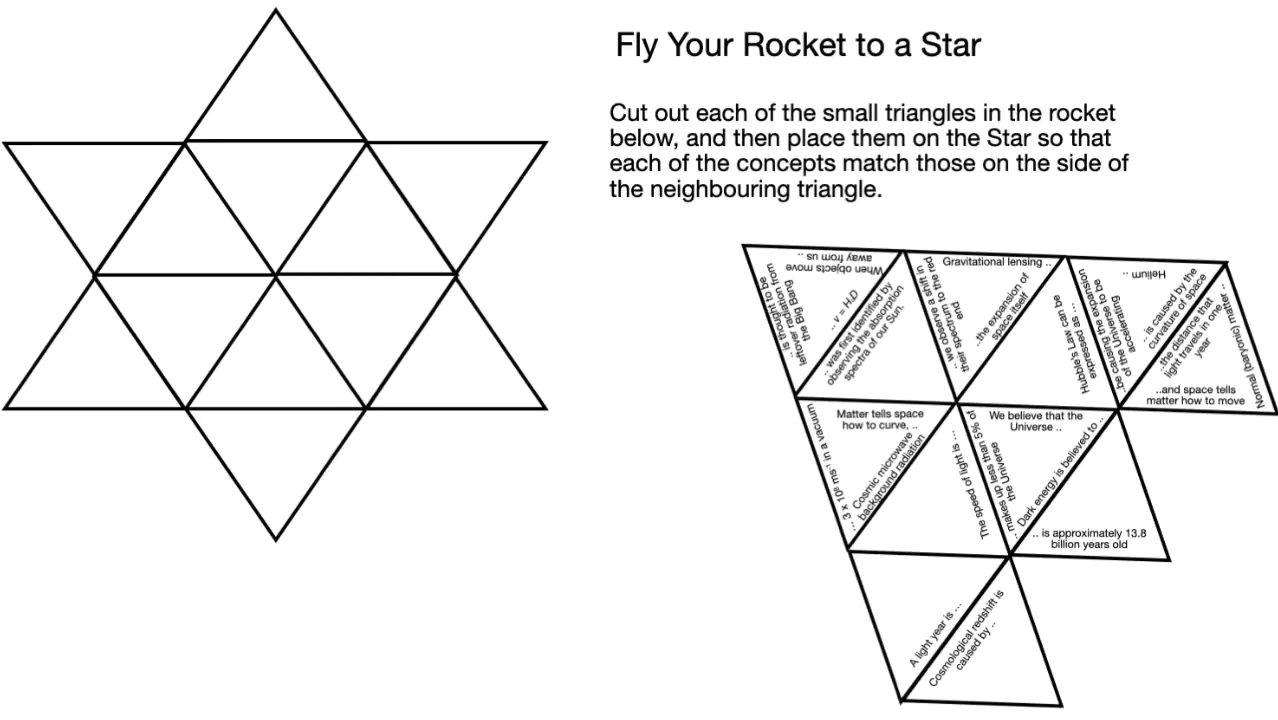 Fly Your Rocket to a Star
Cut out each of the small triangles in the rocket
below, and then place them on the Star so that
each of the concepts match those on the side of
the neighbouring triangle.
When objects move
away from us ..
.. is thought to be
leftover radiation from
the Big Bang
.. v = H₀D
.. was first identified by
observing the absorption
spectra of our Sun.
.. we observe a shift in
their spectrum to the red
end
Gravitational lensing ..
..the expansion of
space itself
Hubble's Law can be
expressed as ...
Helium ..
..be causing the expansion
of the Universe to be
accelerating
.. is caused by the
curvature of space
..the distance that
light travels in one
year
Normal (baryonic) matter ..
..and space tells
matter how to move
Matter tells space
how to curve, ..
... 3 x 10⁸ ms⁻¹ in a vacuum
Cosmic microwave
background radiation
The speed of light is ...
We believe that the
Universe ..
.. makes up less than 5% of
the Universe
Dark energy is believed to ..
.. is approximately 13.8
billion years old
A light year is ...
Cosmological redshift is
caused by ..